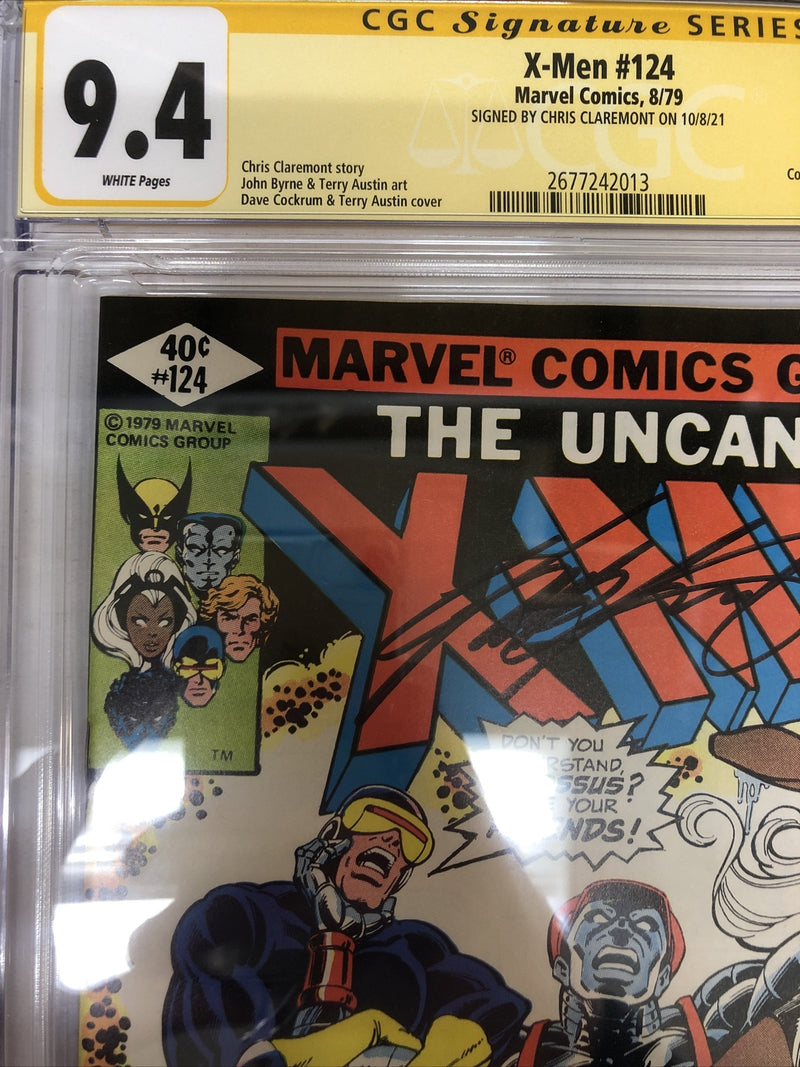 CGC Signature SERIES
9.4
WHITE Pages
X-Men #124
Marvel Comics, 8/79
SIGNED BY CHRIS CLAREMONT ON 10/8/21
Chris Claremont story
John Byrne & Terry Austin art
Dave Cockrum & Terry Austin cover
2677242013
Co
CGC
40¢
#124
MARVEL® COMICS G
© 1979 MARVEL
COMICS GROUP
THE UNCAN
X-M
TM
DON'T YOU
RSTAND,
SSUS?
YOUR
NDS!